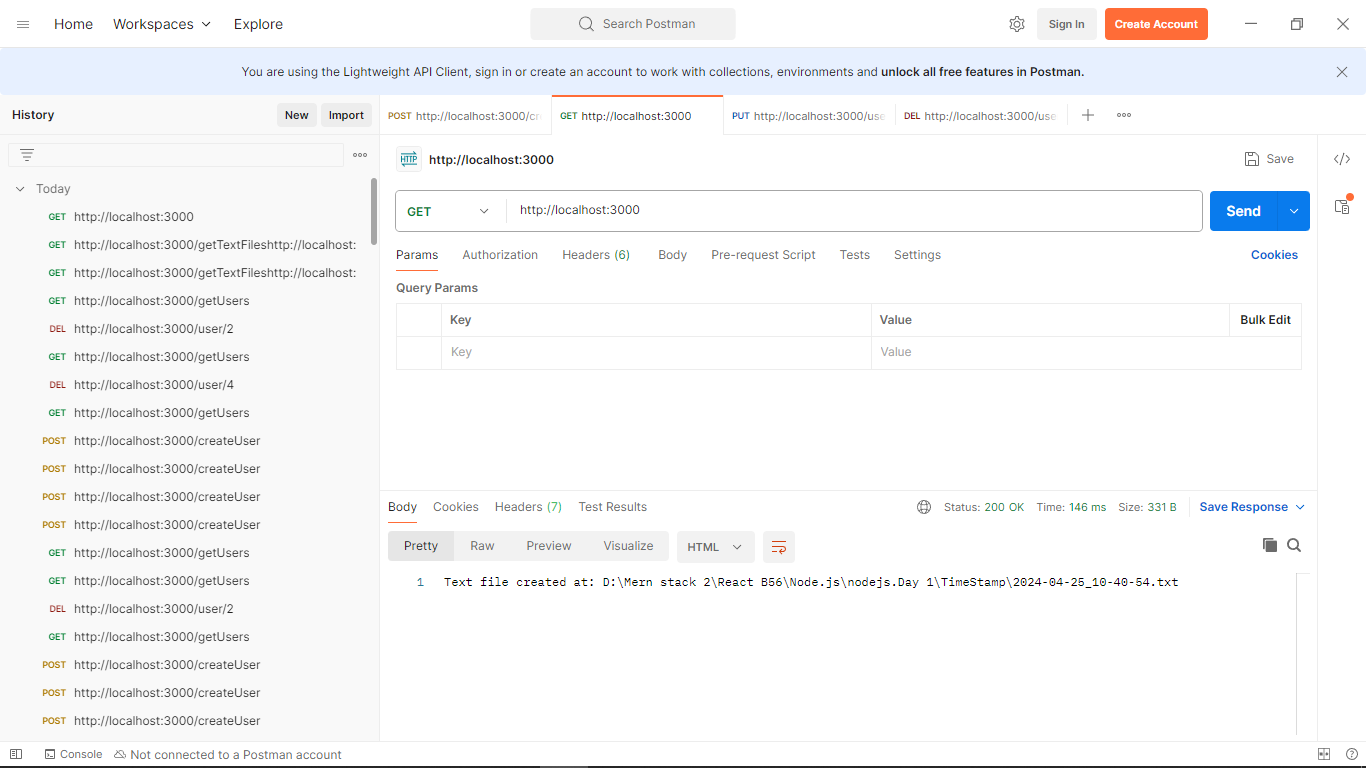 Home Workspaces Explore Search Postman Sign In Create Account
You are using the Lightweight API Client, sign in or create an account to work with collections, environments and unlock all free features in Postman.
History New Import
POST http://localhost:3000/cr GET http://localhost:3000 PUT http://localhost:3000/use DEL http://localhost:3000/use
HTTP http://localhost:3000 Save
Today
GET http://localhost:3000
GET http://localhost:3000/getTextFileshttp://localhost:
GET http://localhost:3000/getTextFileshttp://localhost:
GET http://localhost:3000/getUsers
DEL http://localhost:3000/user/2
GET http://localhost:3000/getUsers
DEL http://localhost:3000/user/4
GET http://localhost:3000/getUsers
POST http://localhost:3000/createUser
POST http://localhost:3000/createUser
POST http://localhost:3000/createUser
POST http://localhost:3000/createUser
GET http://localhost:3000/getUsers
GET http://localhost:3000/getUsers
DEL http://localhost:3000/user/2
GET http://localhost:3000/getUsers
POST http://localhost:3000/createUser
POST http://localhost:3000/createUser
POST http://localhost:3000/createUser
GET http://localhost:3000 Send
Params Authorization Headers (6) Body Pre-request Script Tests Settings Cookies
Query Params
Key Value Bulk Edit
Key Value
Body Cookies Headers (7) Test Results Status: 200 OK Time: 146 ms Size: 331 B Save Response
Pretty Raw Preview Visualize HTML
1 Text file created at: D:\Mern stack 2\React B56\Node.js\nodejs.Day 1\TimeStamp\2024-04-25_10-40-54.txt
Console Not connected to a Postman account